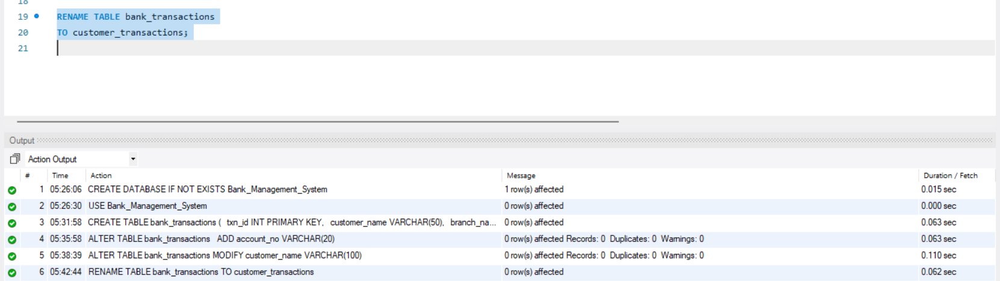 18
19 RENAME TABLE bank_transactions
20 TO customer_transactions;
21
Output
Action Output
# Time Action Message Duration / Fetch
1 05:26:06 CREATE DATABASE IF NOT EXISTS Bank_Management_System 1 row(s) affected 0.015 sec
2 05:26:30 USE Bank_Management_System 0 row(s) affected 0.000 sec
3 05:31:58 CREATE TABLE bank_transactions ( txn_id INT PRIMARY KEY, customer_name VARCHAR(50), branch_na... 0 row(s) affected 0.063 sec
4 05:35:58 ALTER TABLE bank_transactions ADD account_no VARCHAR(20) 0 row(s) affected Records: 0 Duplicates: 0 Warnings: 0 0.063 sec
5 05:38:39 ALTER TABLE bank_transactions MODIFY customer_name VARCHAR(100) 0 row(s) affected Records: 0 Duplicates: 0 Warnings: 0 0.110 sec
6 05:42:44 RENAME TABLE bank_transactions TO customer_transactions 0 row(s) affected 0.062 sec